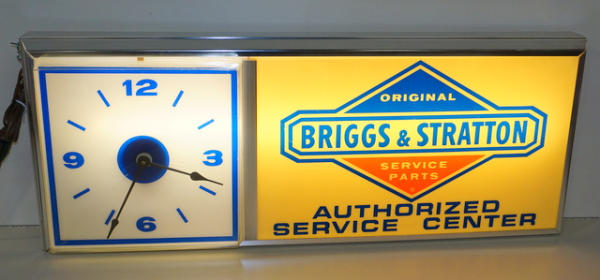 12
9 3
6
ORIGINAL
BRIGGS & STRATTON
SERVICE
PARTS
AUTHORIZED
SERVICE CENTER